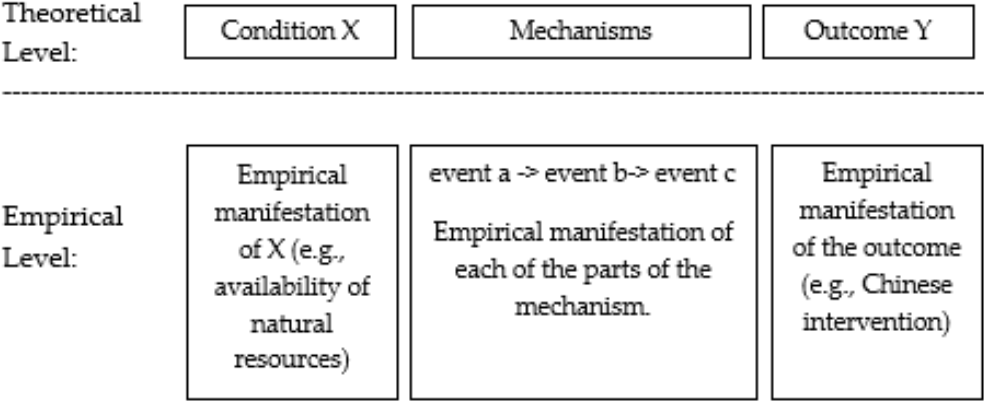 Theoretical
Level:
Condition X
Mechanisms
Outcome Y
Empirical
Level:
Empirical
manifestation
of X (e.g.,
availability of
natural
resources)
event a -> event b-> event c
Empirical manifestation of
each of the parts of the
mechanism.
Empirical
manifestation
of the outcome
(e.g., Chinese
intervention)